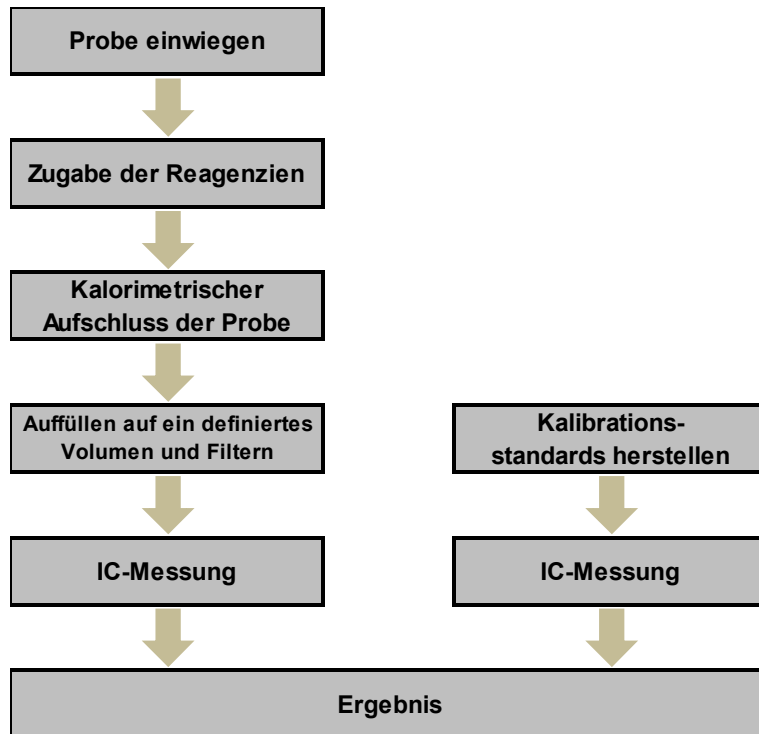 Probe einwiegen
Zugabe der Reagenzien
Kalorimetrischer
Aufschluss der Probe
Auffüllen auf ein definiertes
Volumen und Filtern
Kalibrations-
standards herstellen
IC-Messung
IC-Messung
Ergebnis